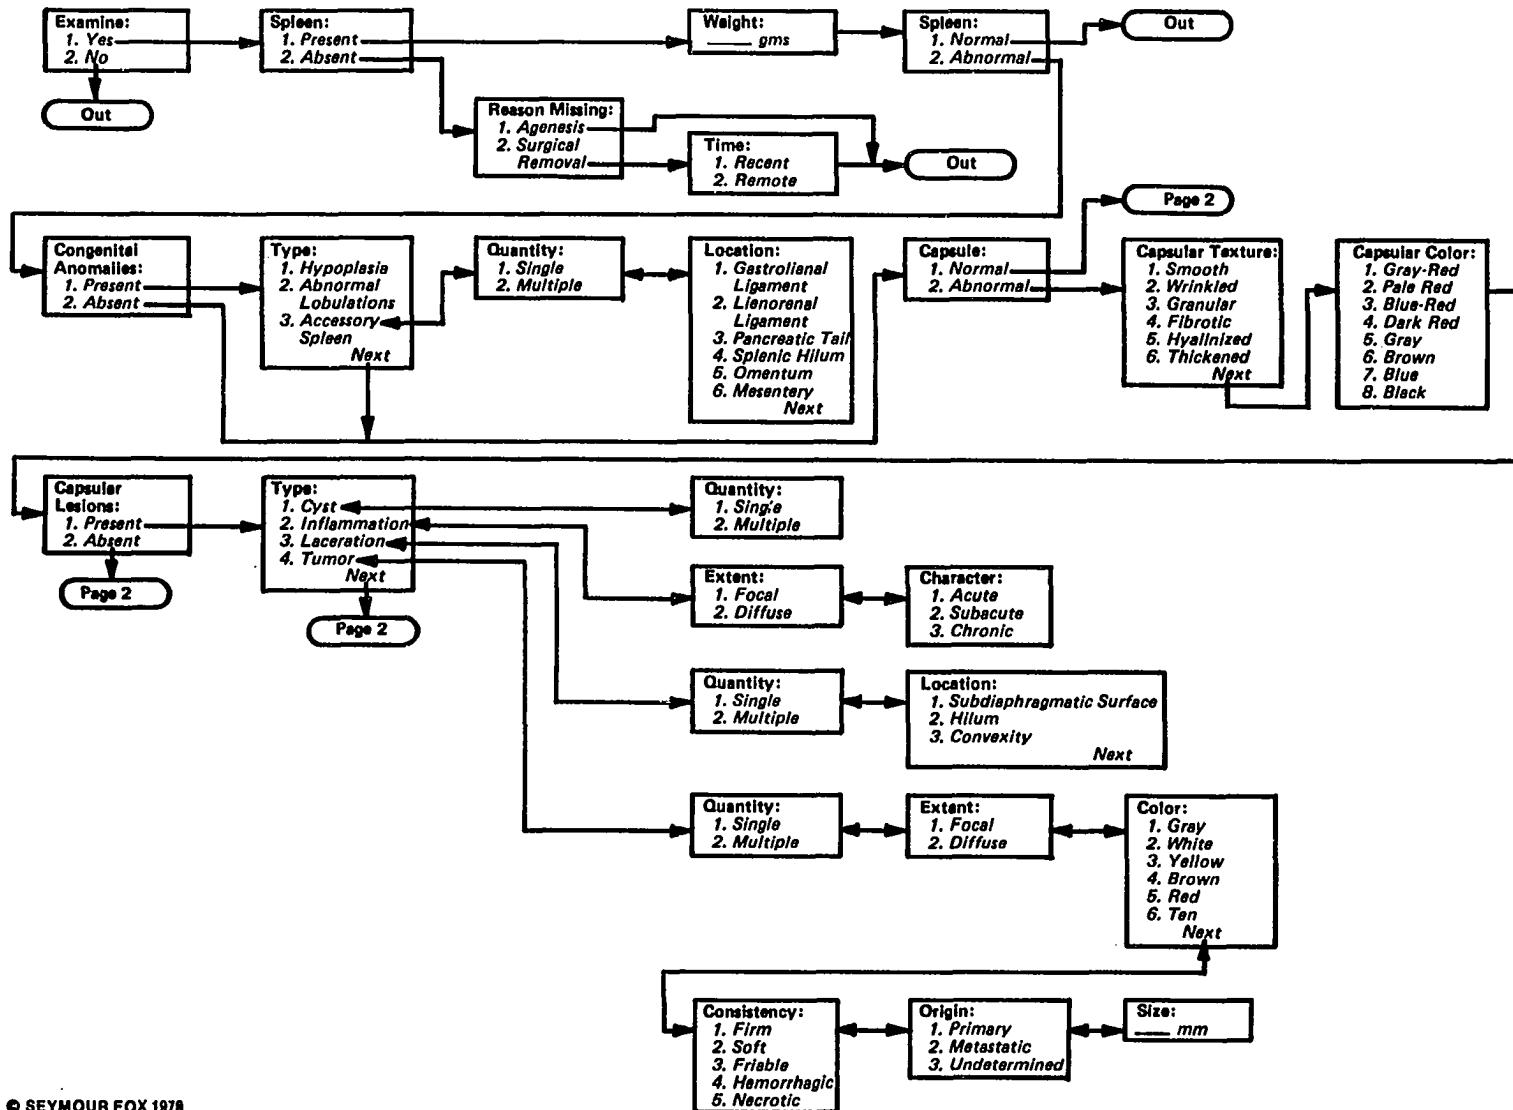 Examine:
1. Yes
2. No
Out
Spleen:
1. Present
2. Absent
Weight:
____ gms
Spleen:
1. Normal
2. Abnormal
Out
Reason Missing:
1. Agenesis
2. Surgical
Removal
Time:
1. Recent
2. Remote
Out
Page 2
Congenital
Anomalies:
1. Present
2. Absent
Type:
1. Hypoplasia
2. Abnormal
Lobulations
3. Accessory
Spleen
Next
Quantity:
1. Single
2. Multiple
Location:
1. Gastrolianal
Ligament
2. Lienorenal
Ligament
3. Pancreatic Tail
4. Splenic Hilum
5. Omentum
6. Mesentery
Next
Capsule:
1. Normal
2. Abnormal
Capsular Texture:
1. Smooth
2. Wrinkled
3. Granular
4. Fibrotic
5. Hyalinized
6. Thickened
Next
Capsular Color:
1. Gray-Red
2. Pale Red
3. Blue-Red
4. Dark Red
5. Gray
6. Brown
7. Blue
8. Black
Capsular
Lesions:
1. Present
2. Absent
Page 2
Type:
1. Cyst
2. Inflammation
3. Laceration
4. Tumor
Next
Page 2
Quantity:
1. Single
2. Multiple
Extent:
1. Focal
2. Diffuse
Character:
1. Acute
2. Subacute
3. Chronic
Quantity:
1. Single
2. Multiple
Location:
1. Subdiaphragmatic Surface
2. Hilum
3. Convexity
Next
Quantity:
1. Single
2. Multiple
Extent:
1. Focal
2. Diffuse
Color:
1. Gray
2. White
3. Yellow
4. Brown
5. Red
6. Ten
Next
Consistency:
1. Firm
2. Soft
3. Friable
4. Hemorrhagic
5. Necrotic
Origin:
1. Primary
2. Metastatic
3. Undetermined
Size:
____ mm
© SEYMOUR FOX 1978